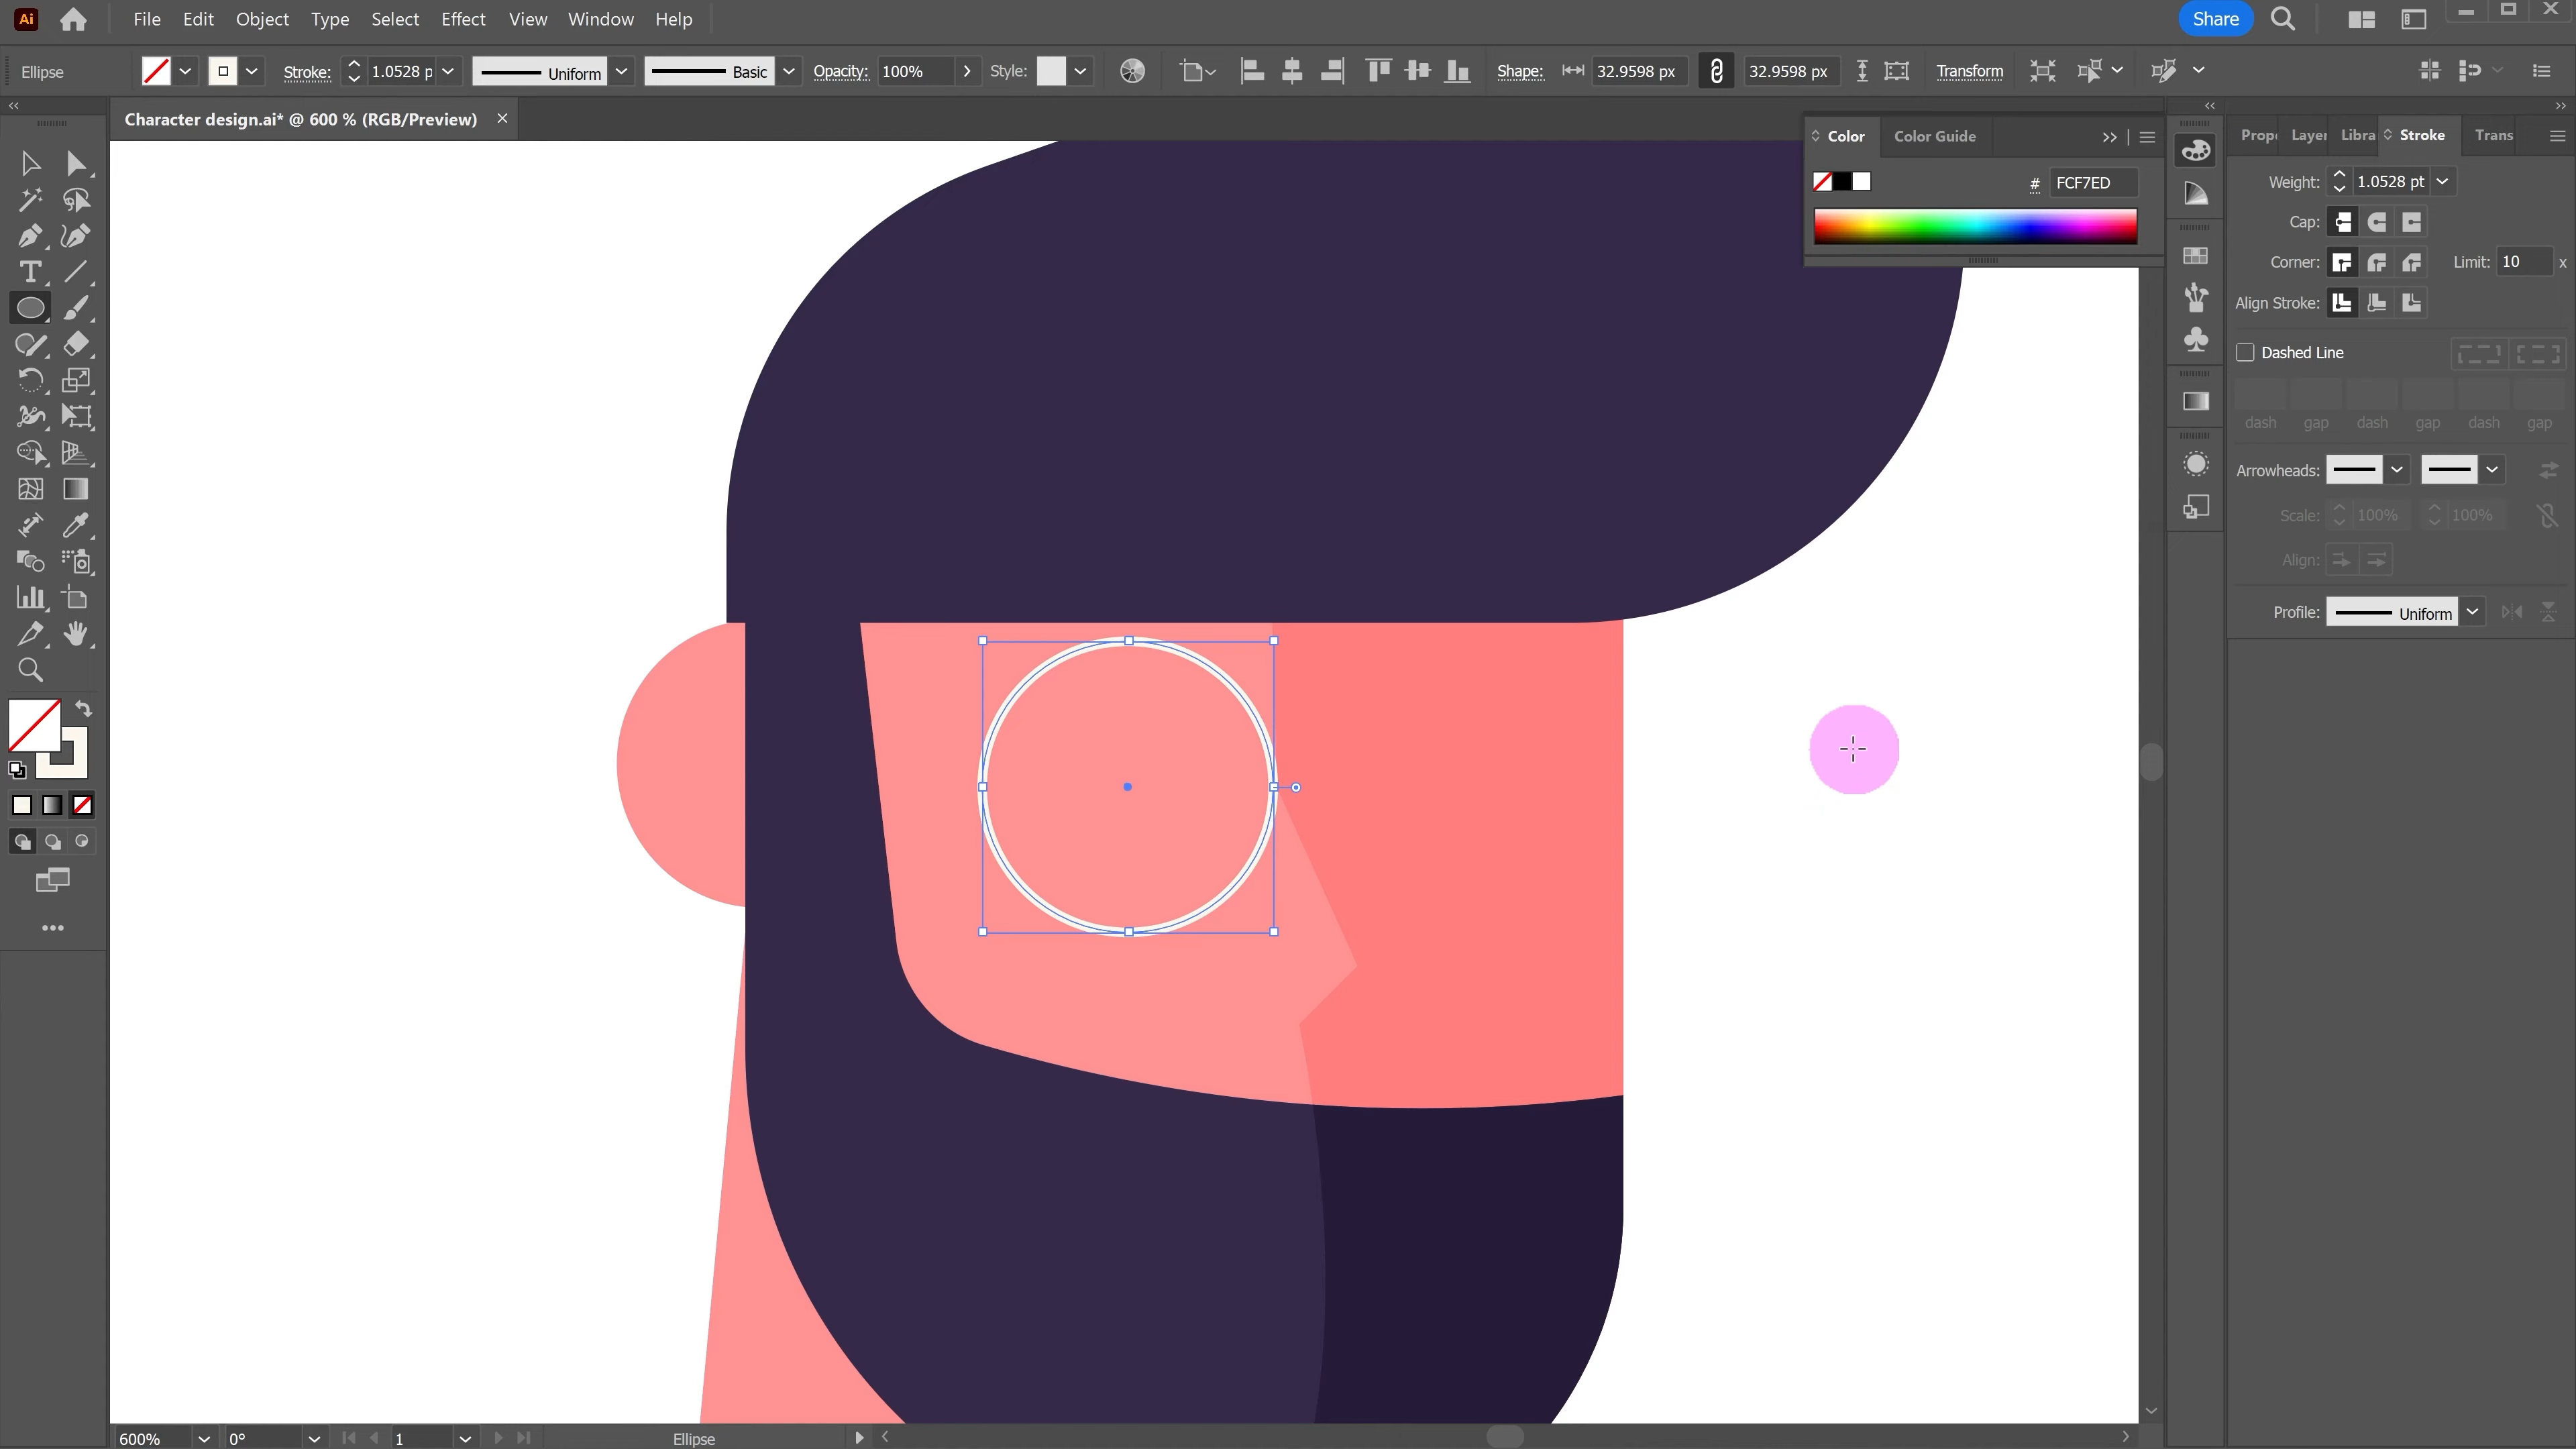 Ai File Edit Object Type Select Effect View Window Help Share
Ellipse Stroke: 1.0528 p Uniform Basic Opacity: 100% Style: Shape: 32.9598 px 32.9598 px Transform
Character design.ai* @ 600 % (RGB/Preview)
Color Color Guide
# FCF7ED
Prop Layer Libra Stroke Trans
Weight: 1.0528 pt
Cap:
Corner: Limit: 10 x
Align Stroke:
Dashed Line
dash gap dash gap dash gap
Arrowheads:
Scale: 100% 100%
Align:
Profile: Uniform
T
600% 0° 1 Ellipse